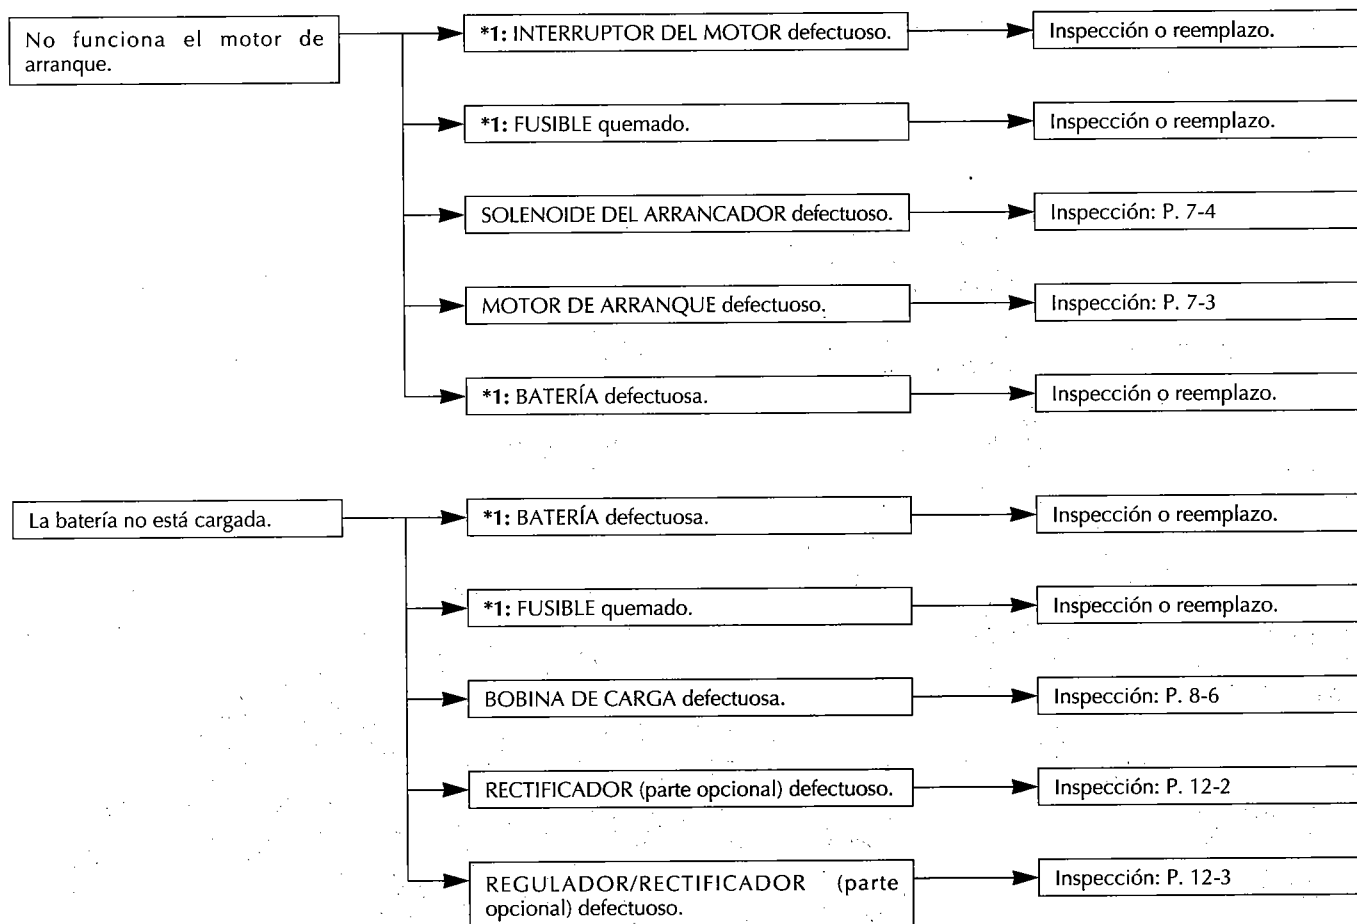 No funciona el motor de
arranque.
*1: INTERRUPTOR DEL MOTOR defectuoso.
Inspección o reemplazo.
*1: FUSIBLE quemado.
Inspección o reemplazo.
SOLENOIDE DEL ARRANCADOR defectuoso.
Inspección: P. 7-4
MOTOR DE ARRANQUE defectuoso.
Inspección: P. 7-3
*1: BATERÍA defectuosa.
Inspección o reemplazo.
La batería no está cargada.
*1: BATERÍA defectuosa.
Inspección o reemplazo.
*1: FUSIBLE quemado.
Inspección o reemplazo.
BOBINA DE CARGA defectuosa.
Inspección: P. 8-6
RECTIFICADOR (parte opcional) defectuoso.
Inspección: P. 12-2
REGULADOR/RECTIFICADOR (parte
opcional) defectuoso.
Inspección: P. 12-3